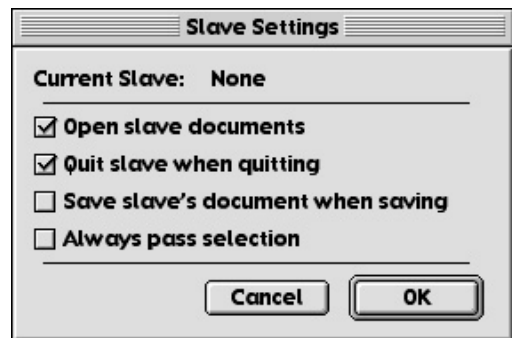 Slave Settings
Current Slave: None
Open slave documents
Quit slave when quitting
Save slave's document when saving
Always pass selection
Cancel OK